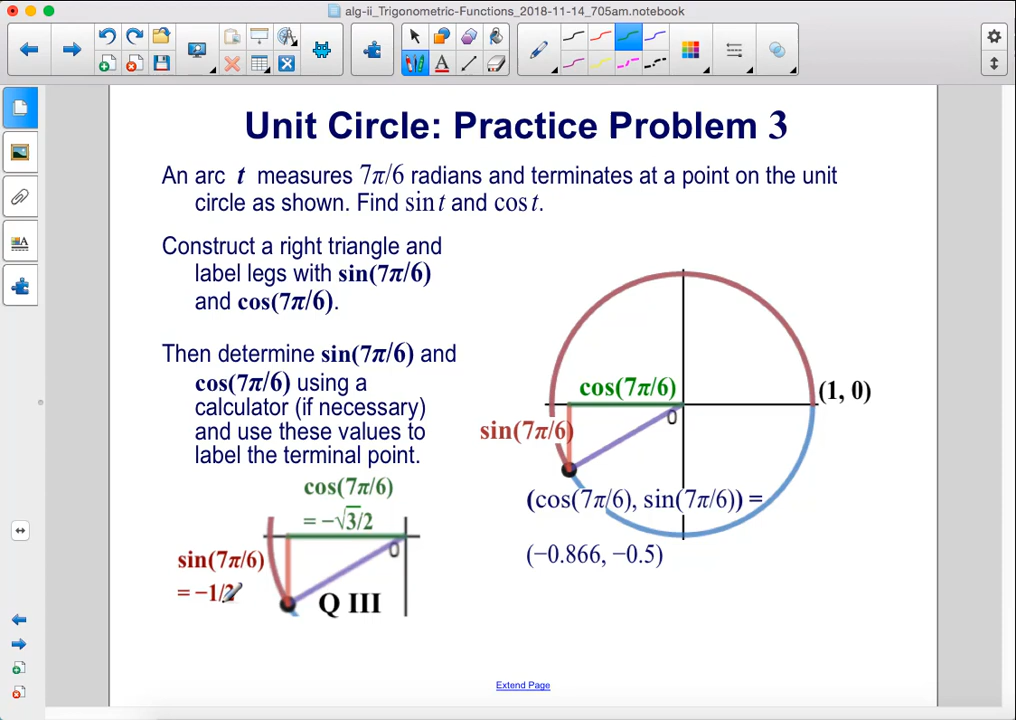 alg-ii_Trigonometric-Functions_2018-11-14_705am.notebook
Unit Circle: Practice Problem 3
An arc t measures 7π/6 radians and terminates at a point on the unit
circle as shown. Find sin t and cos t.
Construct a right triangle and
label legs with sin(7π/6)
and cos(7π/6).
Then determine sin(7π/6) and
cos(7π/6) using a
calculator (if necessary)
and use these values to
label the terminal point.
cos(7π/6)
= −√3/2
sin(7π/6)
= −1/2
0
Q III
cos(7π/6)
(1, 0)
0
sin(7π/6)
(cos(7π/6), sin(7π/6)) =
(−0.866, −0.5)
Extend Page